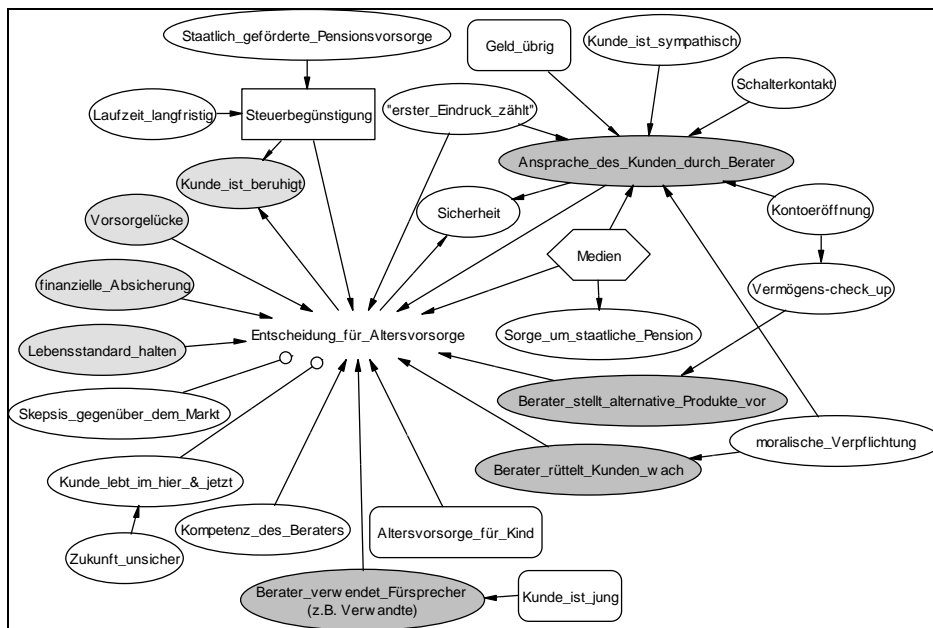 Staatlich_geförderte_Pensionsvorsorge
Geld_übrig
Kunde_ist_sympathisch
Schalterkontakt
Laufzeit_langfristig
Steuerbegünstigung
"erster_Eindruck_zählt"
Ansprache_des_Kunden_durch_Berater
Kunde_ist_beruhigt
Vorsorgelücke
Sicherheit
Kontoeröffnung
Medien
finanzielle_Absicherung
Vermögens-check_up
Entscheidung_für_Altersvorsorge
Sorge_um_staatliche_Pension
Lebensstandard_halten
Skepsis_gegenüber_dem_Markt
Berater_stellt_alternative_Produkte_vor
moralische_Verpflichtung
Berater_rüttelt_Kunden_wach
Kunde_lebt_im_hier_&_jetzt
Kompetenz_des_Beraters
Altersvorsorge_für_Kind
Zukunft_unsicher
Berater_verwendet_Fürsprecher
(z.B. Verwandte)
Kunde_ist_jung